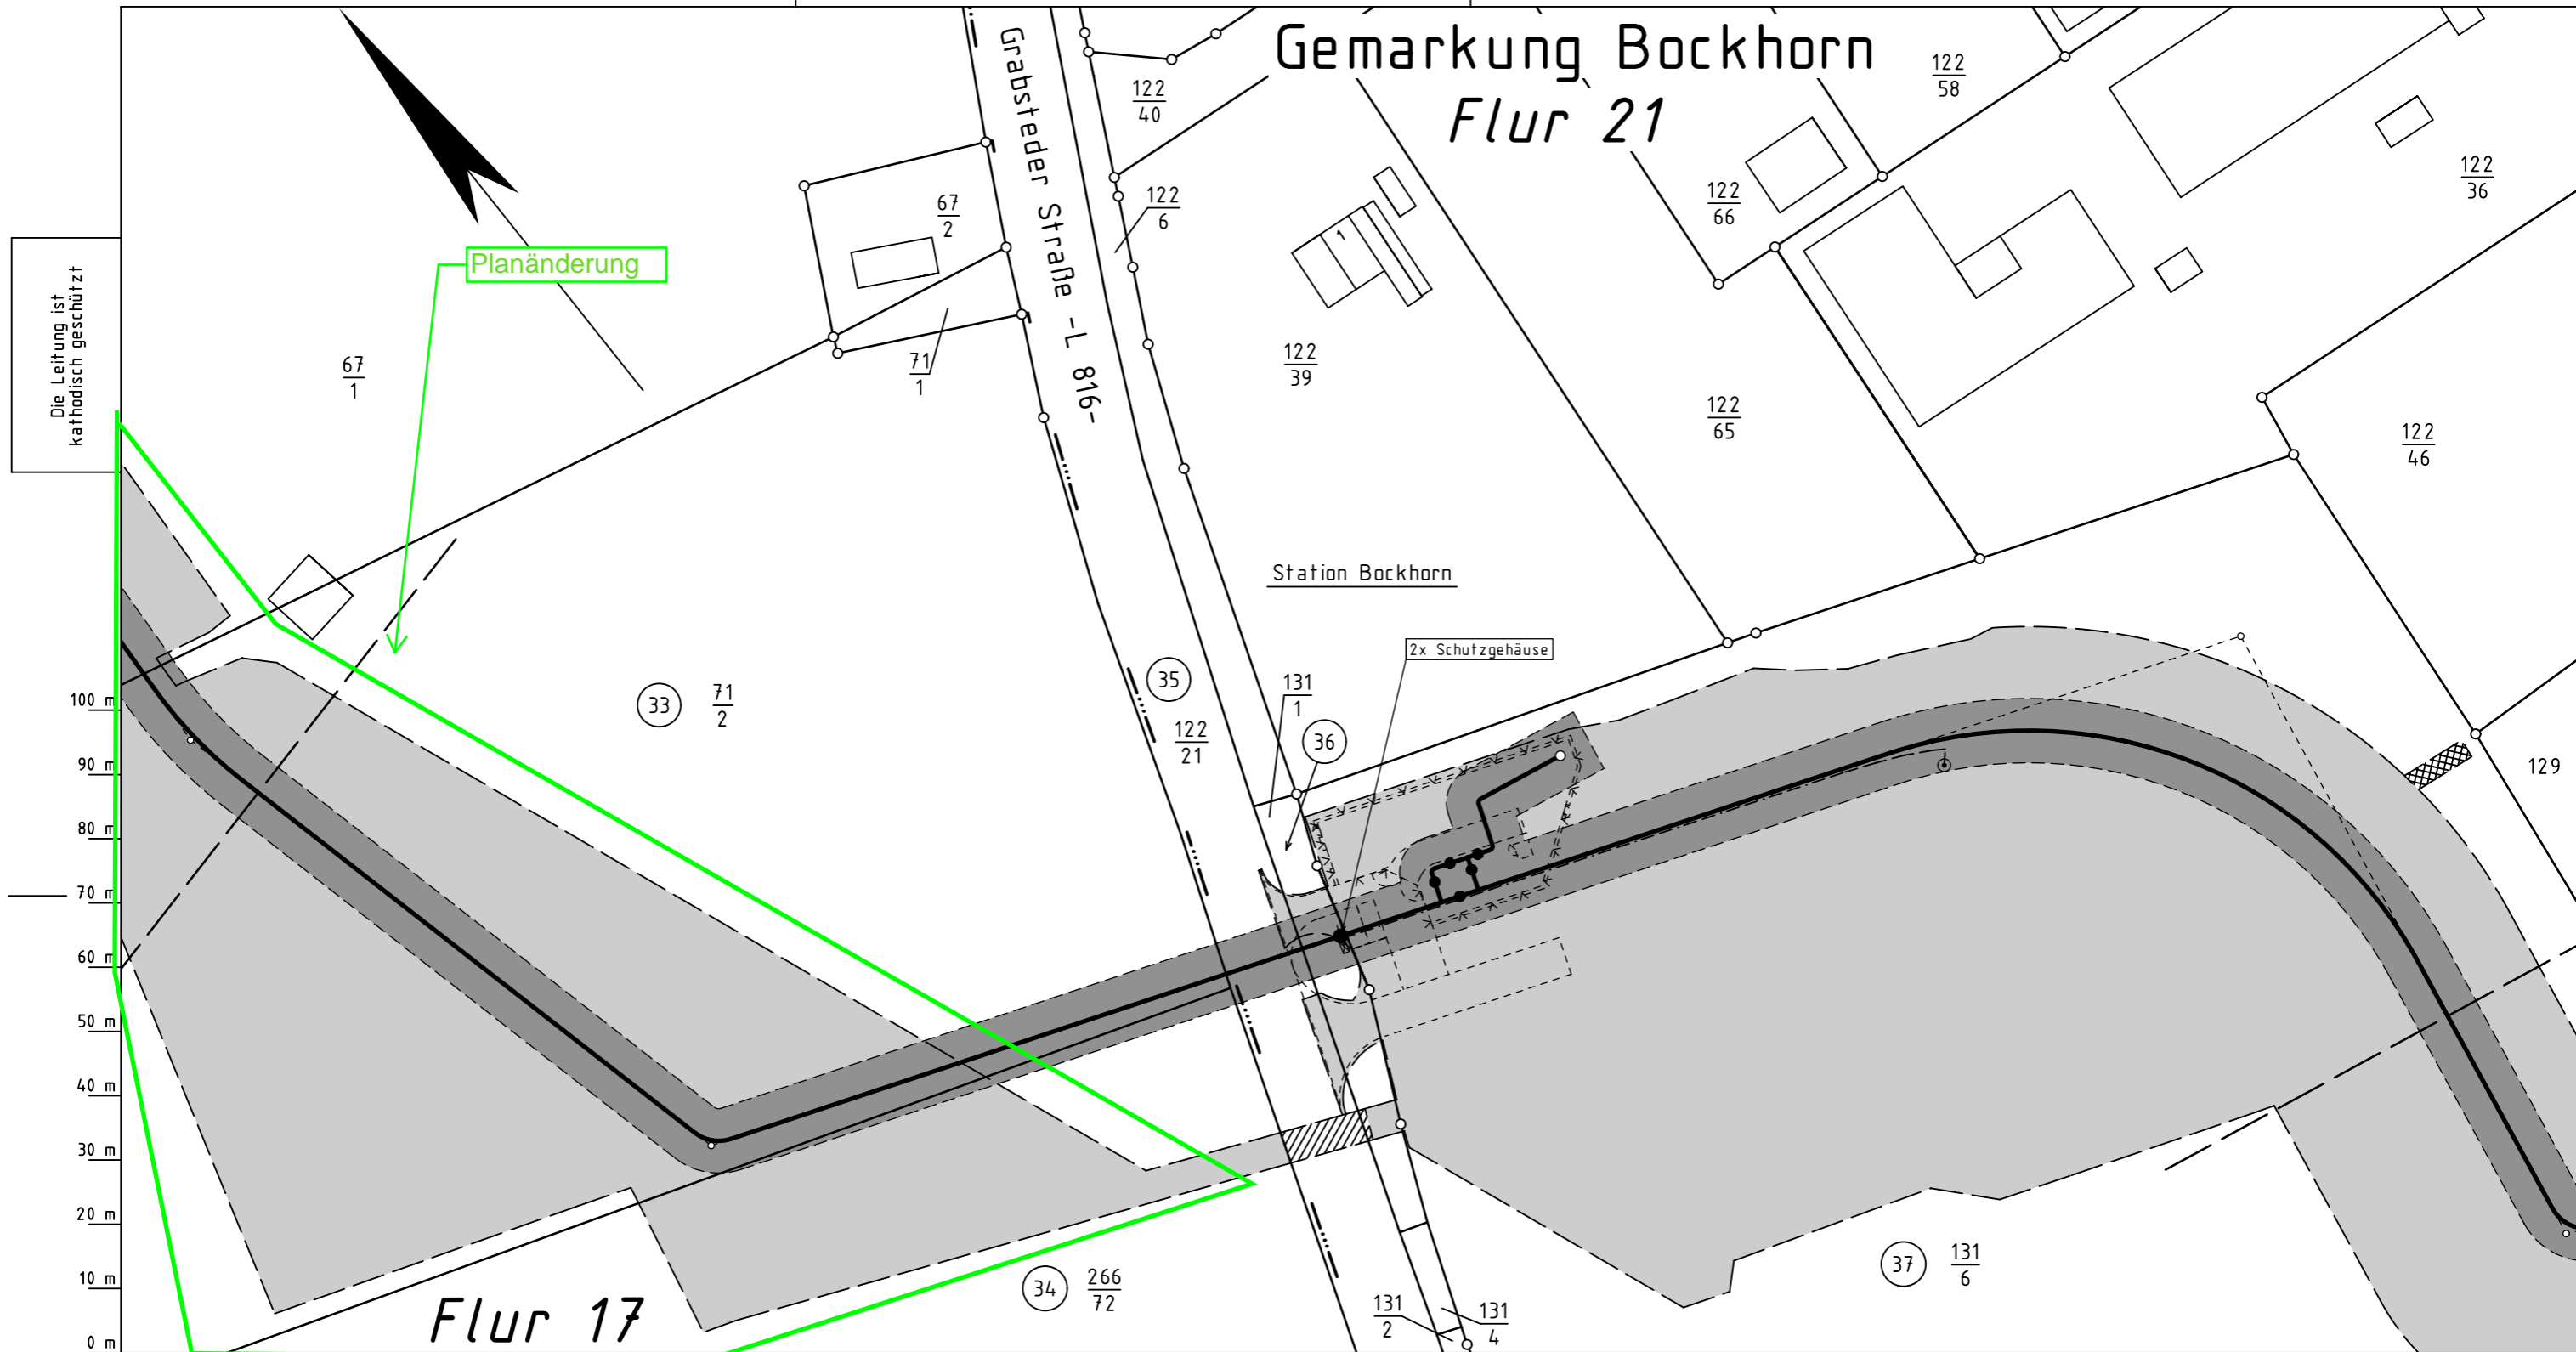 Gemarkung Bockhorn
Flur 21
Grabsteder Straße -L 816-
122
40
122
58
122
36
122
66
67
2
122
6
1
Planänderung
Die Leitung ist
kathodisch geschützt
67
1
71
1
122
39
122
65
122
46
Station Bockhorn
2x Schutzgehäuse
35
131
1
33
71
2
122
21
36
129
100 m
90 m
80 m
70 m
60 m
50 m
40 m
30 m
20 m
10 m
0 m
37
131
6
34
266
72
Flur 17
131
2
131
4